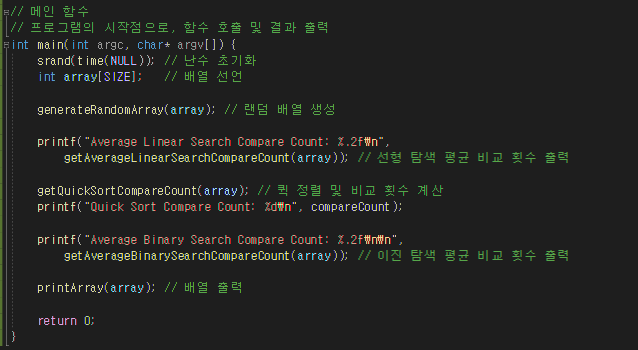 // 메인 함수
// 프로그램의 시작점으로, 함수 호출 및 결과 출력
int main(int argc, char* argv[]) {
srand(time(NULL)); // 난수 초기화
int array[SIZE]; // 배열 선언
generateRandomArray(array); // 랜덤 배열 생성
printf("Average Linear Search Compare Count: %.2f₩n",
getAverageLinearSearchCompareCount(array)); // 선형 탐색 평균 비교 횟수 출력
getQuickSortCompareCount(array); // 퀵 정렬 및 비교 횟수 계산
printf("Quick Sort Compare Count: %d₩n", compareCount);
printf("Average Binary Search Compare Count: %.2f₩n₩n",
getAverageBinarySearchCompareCount(array)); // 이진 탐색 평균 비교 횟수 출력
printArray(array); // 배열 출력
return 0;
}